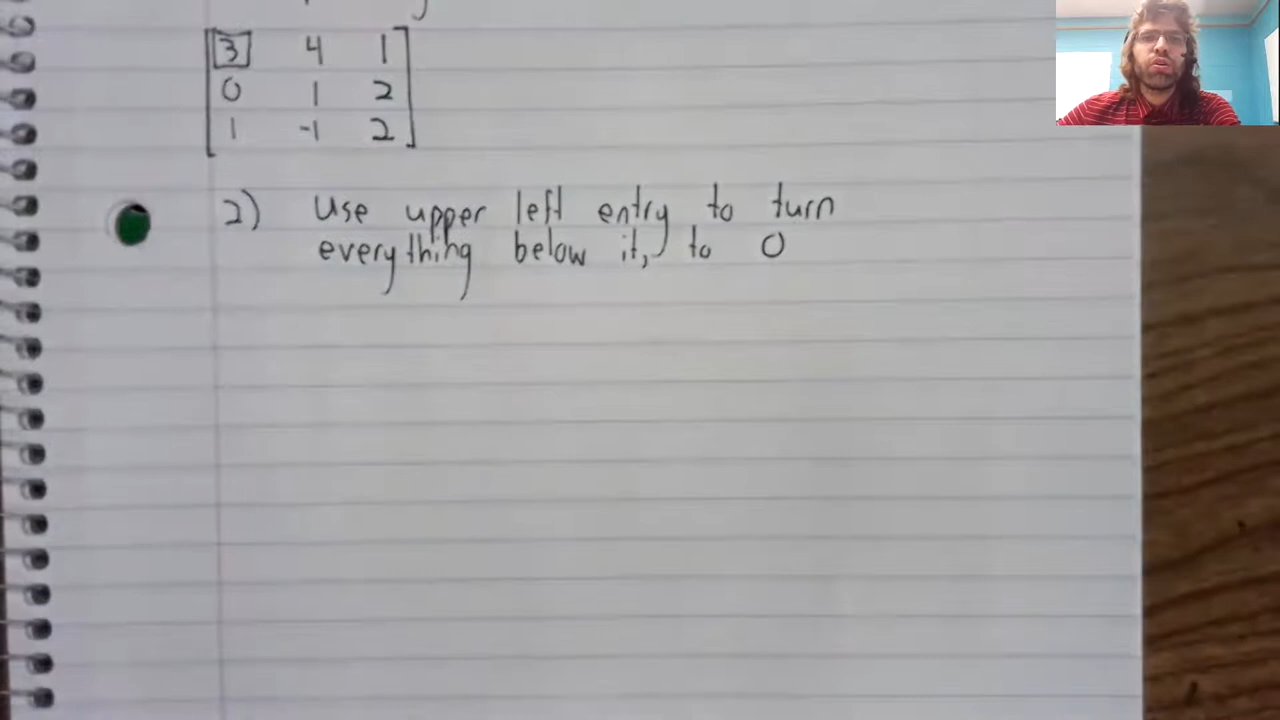 3 4 1
0 1 2
1 -1 2
2) Use upper left entry to turn
everything below it, to 0